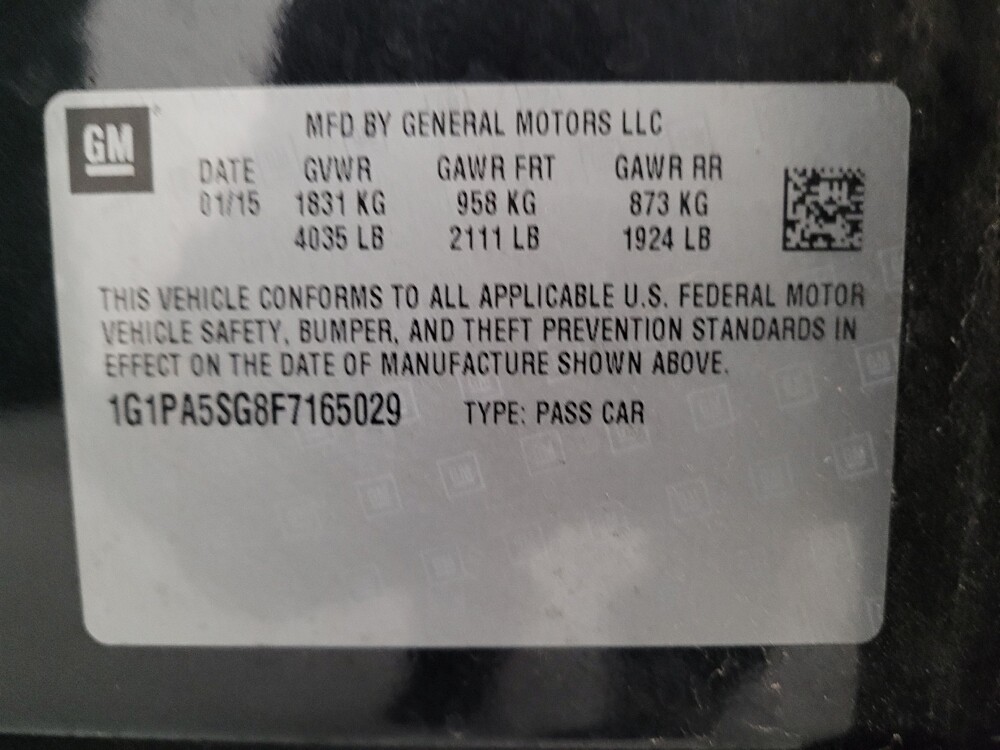 GM
MFD BY GENERAL MOTORS LLC
DATE GVWR GAWR FRT GAWR RR
01/15 1831 KG 958 KG 873 KG
4035 LB 2111 LB 1924 LB
THIS VEHICLE CONFORMS TO ALL APPLICABLE U.S. FEDERAL MOTOR
VEHICLE SAFETY, BUMPER, AND THEFT PREVENTION STANDARDS IN
EFFECT ON THE DATE OF MANUFACTURE SHOWN ABOVE.
1G1PA5SG8F7165029 TYPE: PASS CAR